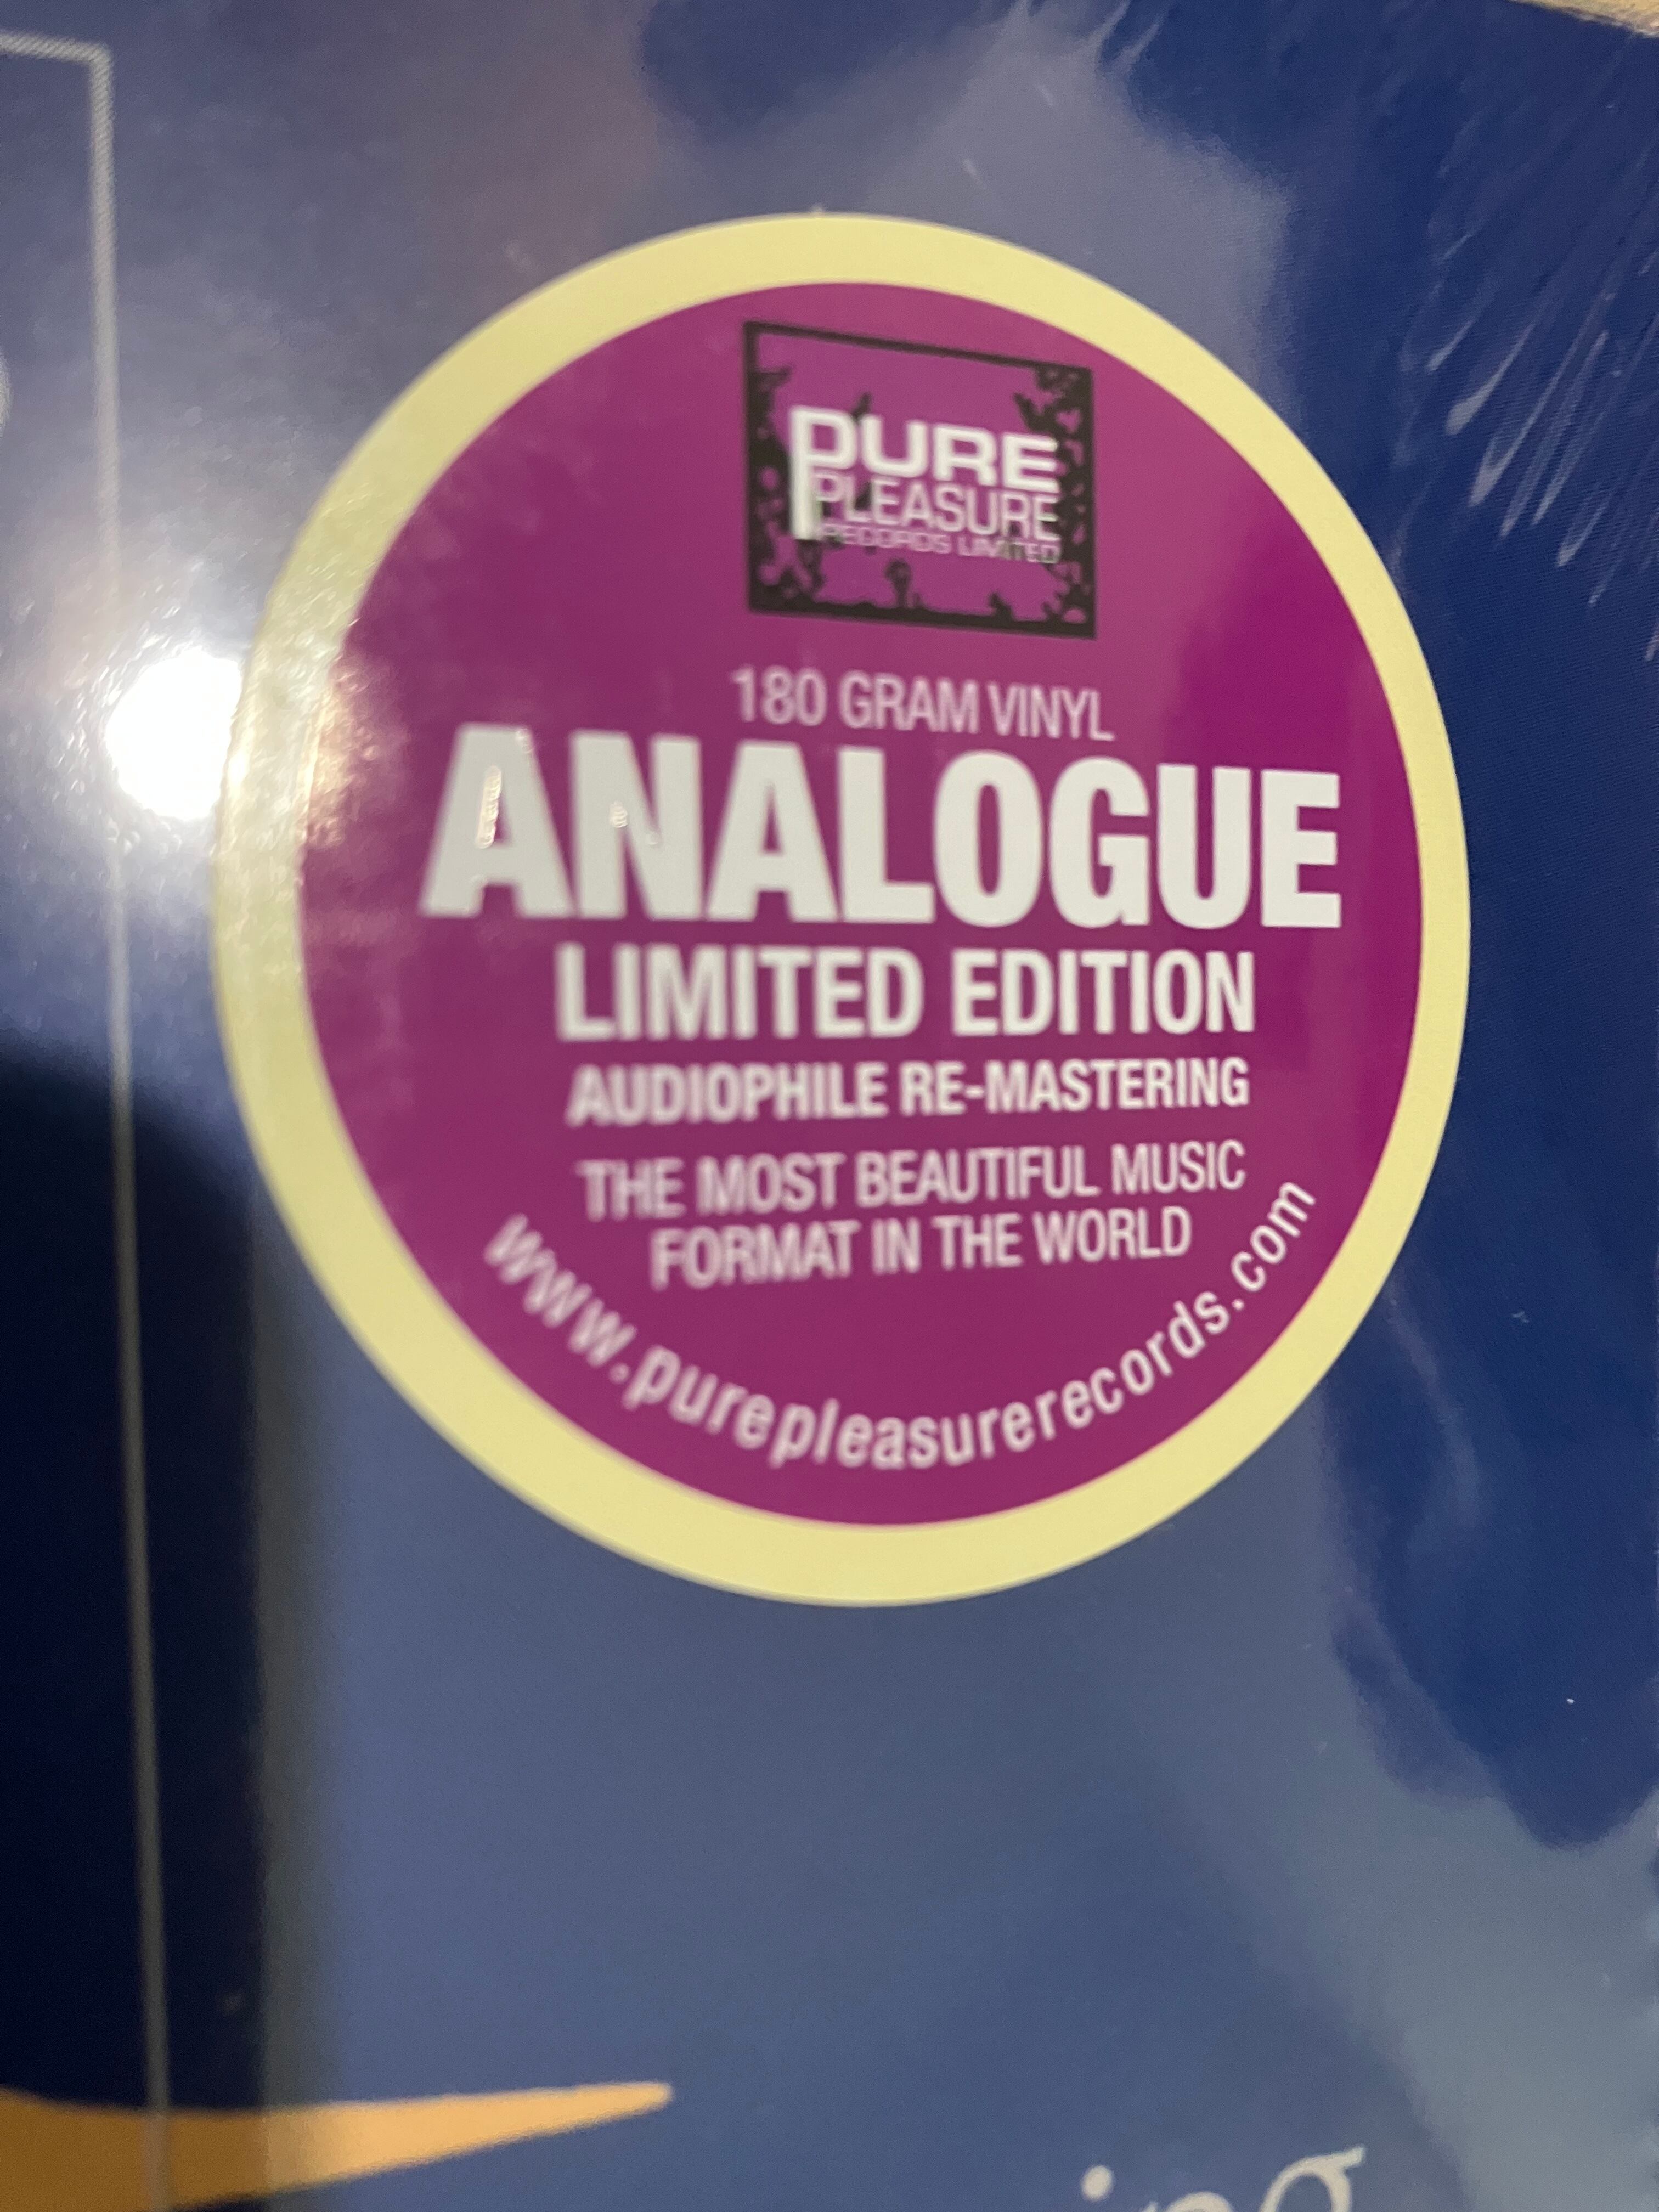 PURE
PLEASURE
RECORDS LIMITED
180 GRAM VINYL
ANALOGUE
LIMITED EDITION
AUDIOPHILE RE-MASTERING
THE MOST BEAUTIFUL MUSIC
FORMAT IN THE WORLD
www.purepleasurerecords.com